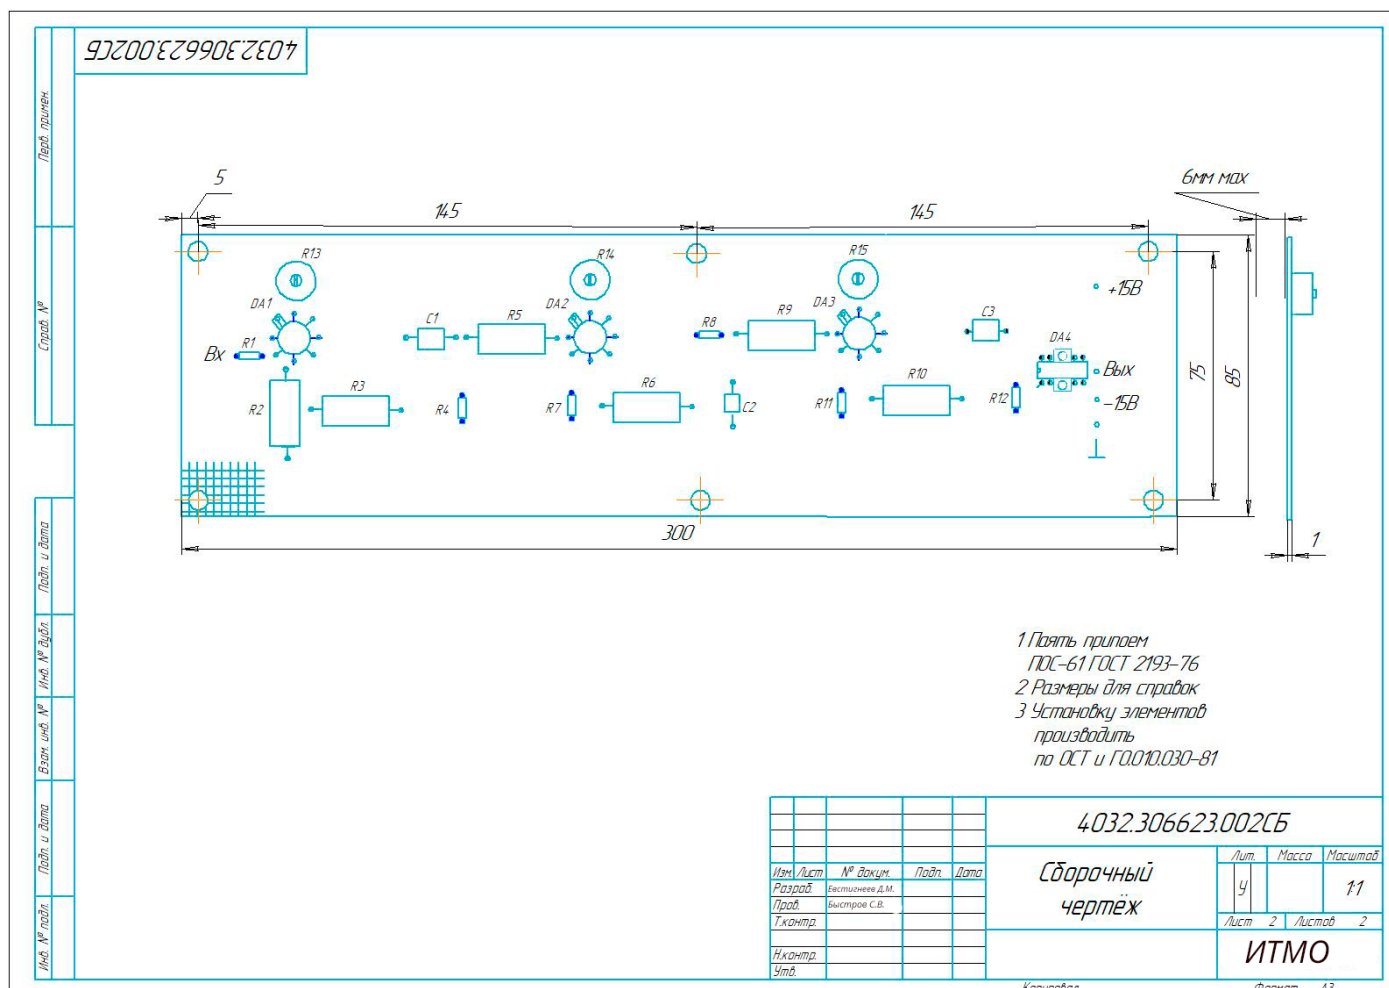 4032.306623.002СБ
Перв. примен.
Справ. №
Подп. и дата
Инв. № дубл.
Взам. инв. №
Подп. и дата
Инв. № подл.
5
145
145
6мм max
R13
R14
R15
+15В
DA1
DA2
DA3
C1
R5
R8
R9
C3
DA4
Вх
R1
Вых
R2
R3
R4
R7
R6
C2
R11
R10
R12
-15В
75
85
300
1
1 Паять припоем
ПОС-61 ГОСТ 2193-76
2 Размеры для справок
3 Установку элементов
производить
по ОСТ и ГО.010.030-81
4032.306623.002СБ
Изм. Лист № докум. Подп. Дата
Разраб. Евстигнеев Д.М.
Пров. Быстров С.В.
Т.контр.
Н.контр.
Утв.
Сборочный
чертёж
Лит. Масса Масштаб
У 1:1
Лист 2 Листов 2
ИТМО
Копировал Формат А3